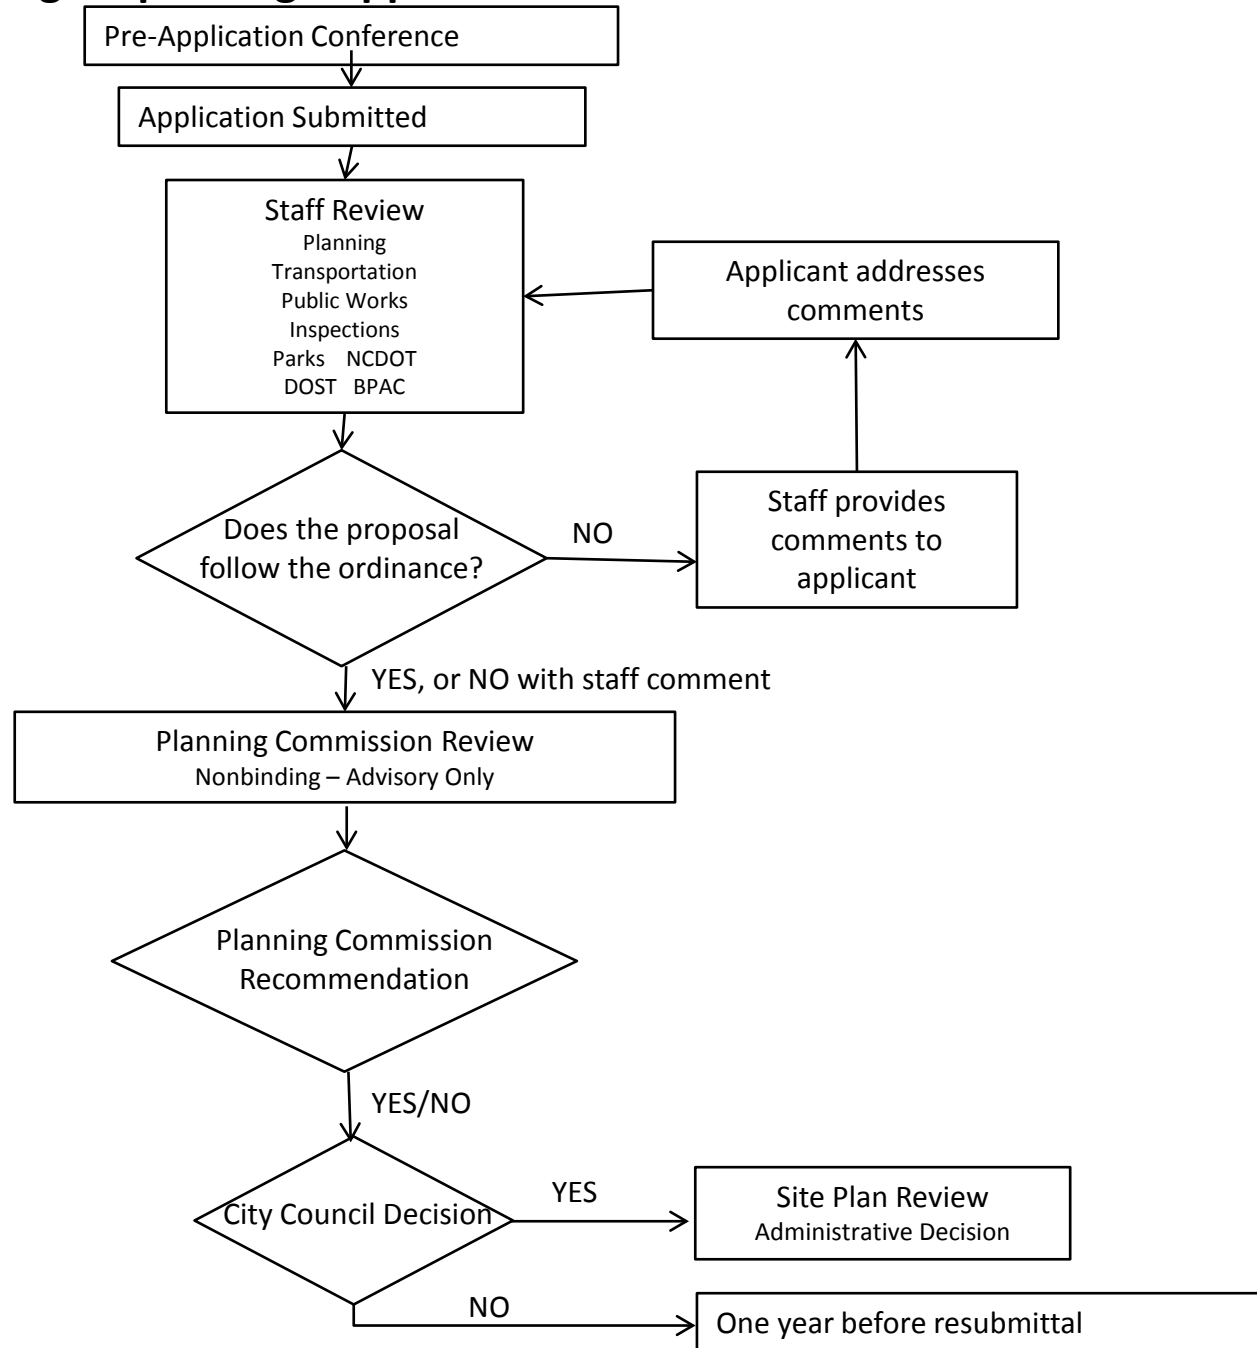 Pre-Application Conference
Application Submitted
Staff Review
Planning
Transportation
Public Works
Inspections
Parks NCDOT
DOST BPAC
Applicant addresses
comments
Does the proposal
follow the ordinance?
NO
Staff provides
comments to
applicant
YES, or NO with staff comment
Planning Commission Review
Nonbinding – Advisory Only
Planning Commission
Recommendation
YES/NO
City Council Decision
YES
Site Plan Review
Administrative Decision
NO
One year before resubmittal